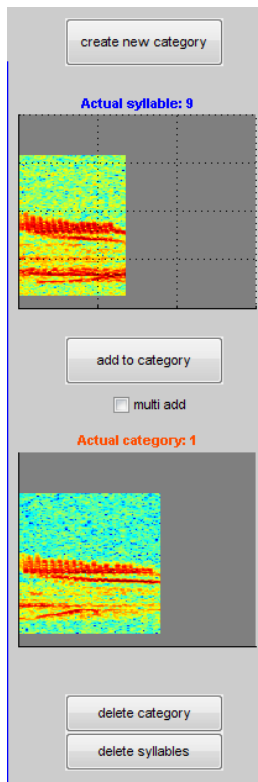 create new category
Actual syllable: 9
add to category
multi add
Actual category: 1
delete category
delete syllables